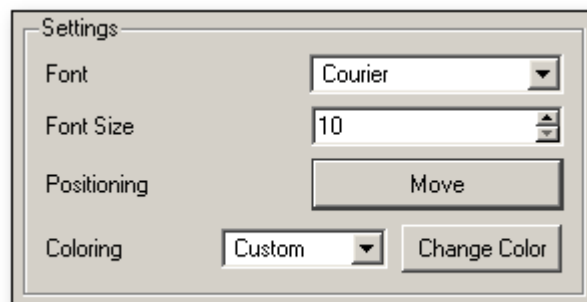 Settings
Font Courier
Font Size 10
Positioning Move
Coloring Custom Change Color